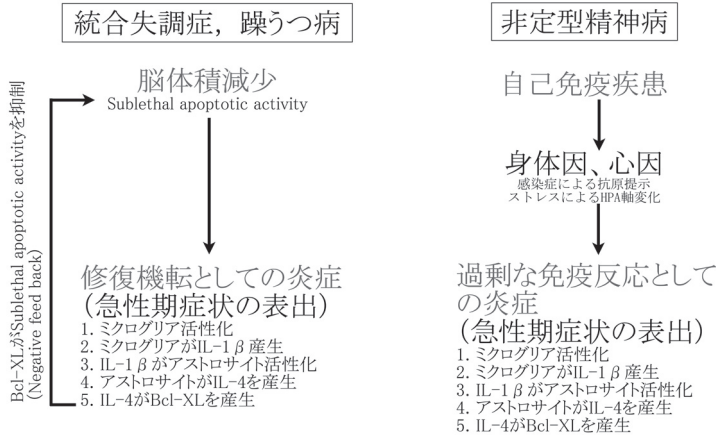 統合失調症，躁うつ病
脳体積減少
Sublethal apoptotic activity
Bcl-XLがSublethal apoptotic activityを抑制
(Negative feed back)
修復機転としての炎症
(急性期症状の表出)
1. ミクログリア活性化
2. ミクログリアがIL-1β産生
3. IL-1βがアストロサイト活性化
4. アストロサイトがIL-4を産生
5. IL-4がBcl-XLを産生
非定型精神病
自己免疫疾患
身体因、心因
感染症による抗原提示
ストレスによるHPA軸変化
過剰な免疫反応として
の炎症
(急性期症状の表出)
1. ミクログリア活性化
2. ミクログリアがIL-1β産生
3. IL-1βがアストロサイト活性化
4. アストロサイトがIL-4を産生
5. IL-4がBcl-XLを産生